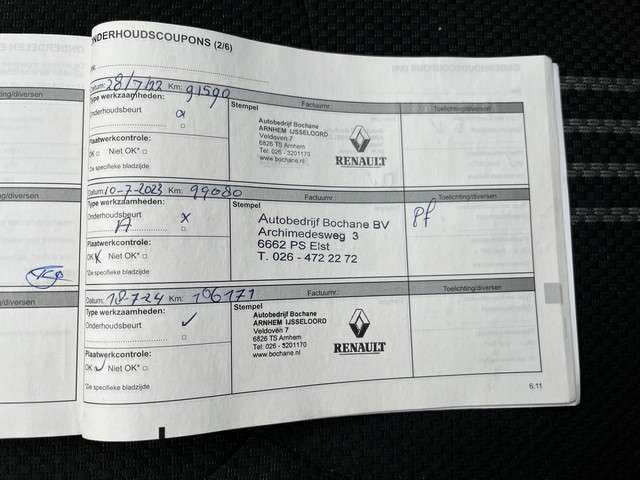 ONDERHOUDSCOUPONS (2/6)
Datum: 28/7/22 Km: 91590
Type werkzaamheden:
Onderhoudsbeurt
Plaatwerkcontrole:
OK □ Niet OK* □
*Zie specifieke bladzijde
Stempel Factuurnr.:
Autobedrijf Bochane
ARNHEM IJSSELOORD
Veldoven 7
6826 TS Arnhem
Tel: 026 - 3201170
www.bochane.nl
RENAULT
Toelichting/diversen
Datum: 10-7-2023 Km: 99080
Type werkzaamheden:
Onderhoudsbeurt X
A
Plaatwerkcontrole:
OK X Niet OK* □
*Zie specifieke bladzijde
Stempel Factuurnr.:
Autobedrijf Bochane BV
Archimedesweg 3
6662 PS Elst
T. 026 - 472 22 72
Toelichting/diversen
Datum: 18-7-24 Km: 106171
Type werkzaamheden:
Onderhoudsbeurt ✓
Plaatwerkcontrole:
OK ✓ Niet OK* □
*Zie specifieke bladzijde
Stempel Factuurnr.:
Autobedrijf Bochane
ARNHEM IJSSELOORD
Veldoven 7
6826 TS Arnhem
Tel: 026 - 3201170
www.bochane.nl
RENAULT
Toelichting/diversen
6.11